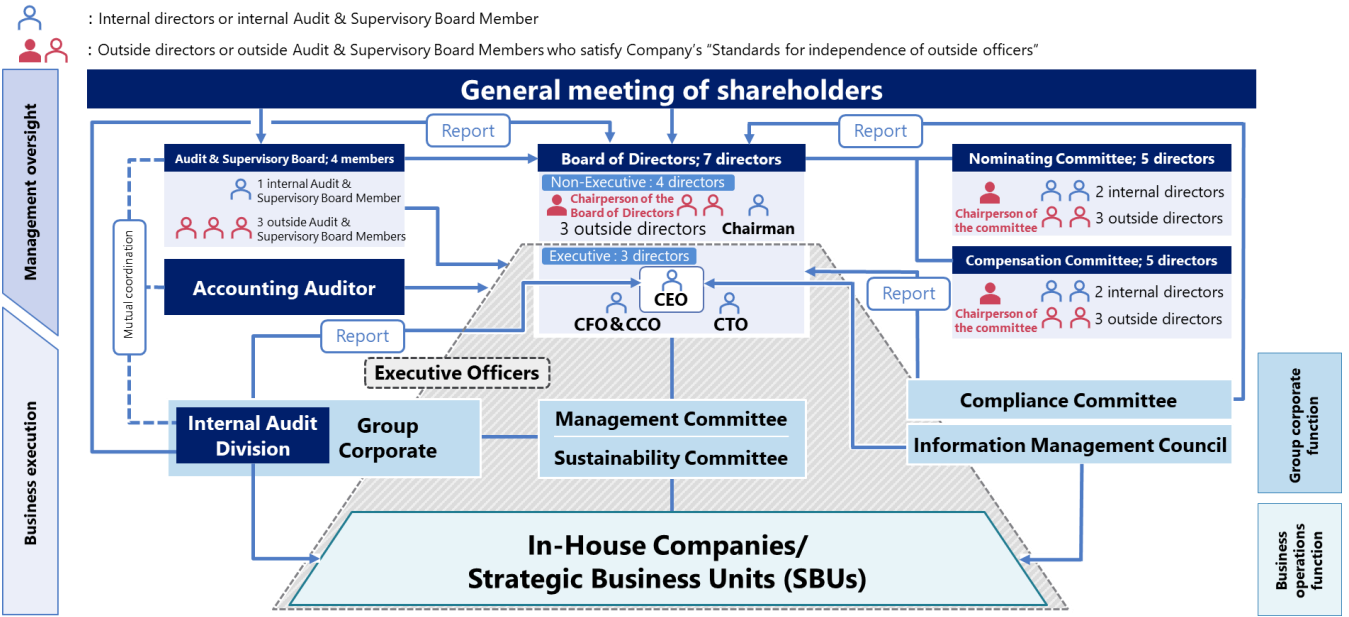 : Internal directors or internal Audit & Supervisory Board Member
: Outside directors or outside Audit & Supervisory Board Members who satisfy Company's “Standards for independence of outside officers”
Management oversight
Business execution
General meeting of shareholders
Report
Report
Audit & Supervisory Board; 4 members
1 internal Audit &
Supervisory Board Member
3 outside Audit &
Supervisory Board Members
Mutual coordination
Accounting Auditor
Board of Directors; 7 directors
Non-Executive : 4 directors
Chairperson of the
Board of Directors
3 outside directors
Chairman
Executive : 3 directors
CEO
CFO & CCO
CTO
Nominating Committee; 5 directors
Chairperson of
the committee
2 internal directors
3 outside directors
Compensation Committee; 5 directors
Chairperson of
the committee
2 internal directors
3 outside directors
Report
Report
Executive Officers
Internal Audit
Division
Group
Corporate
Management Committee
Sustainability Committee
Compliance Committee
Information Management Council
Group corporate
function
In-House Companies/
Strategic Business Units (SBUs)
Business
operations
function